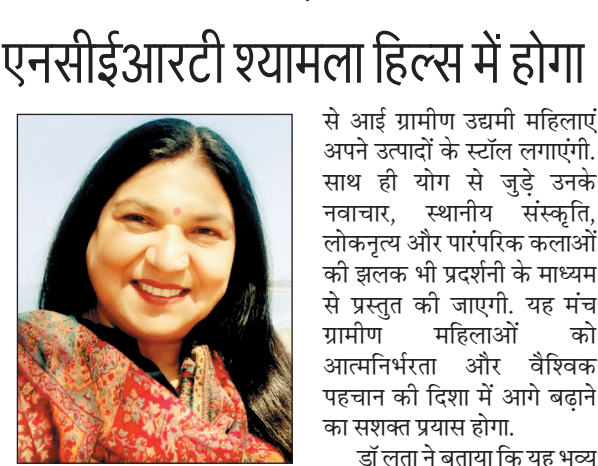 एनसीईआरटी श्यामला हिल्स में होगा
से आई ग्रामीण उद्यमी महिलाएं
अपने उत्पादों के स्टॉल लगाएंगी.
साथ ही योग से जुड़े उनके
नवाचार, स्थानीय संस्कृति,
लोकनृत्य और पारंपरिक कलाओं
की झलक भी प्रदर्शनी के माध्यम
से प्रस्तुत की जाएगी. यह मंच
ग्रामीण महिलाओं को
आत्मनिर्भरता और वैश्विक
पहचान की दिशा में आगे बढ़ाने
का सशक्त प्रयास होगा.
डॉ लता ने बताया कि यह भव्य